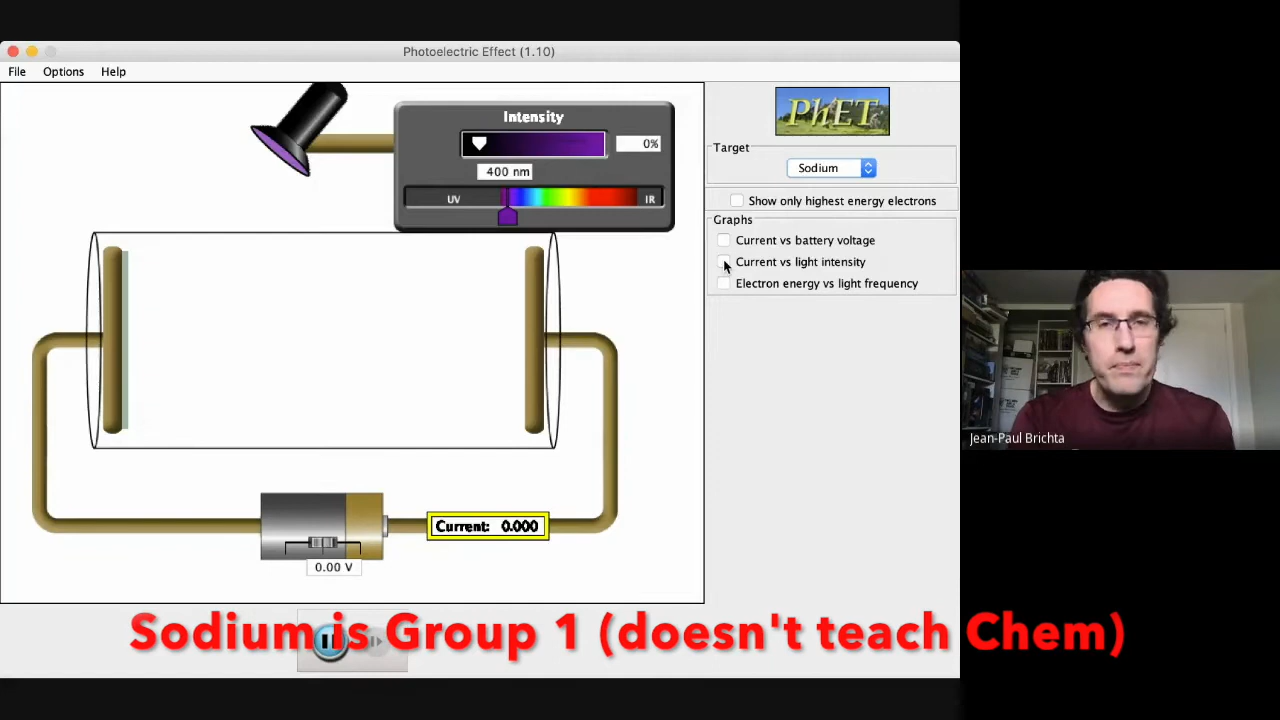 Photoelectric Effect (1.10)
File Options Help
Intensity
0%
400 nm
UV IR
PhET
Target
Sodium
Show only highest energy electrons
Graphs
Current vs battery voltage
Current vs light intensity
Electron energy vs light frequency
Jean-Paul Brichta
Current: 0.000
0.00 V
Sodium is Group 1 (doesn't teach Chem)